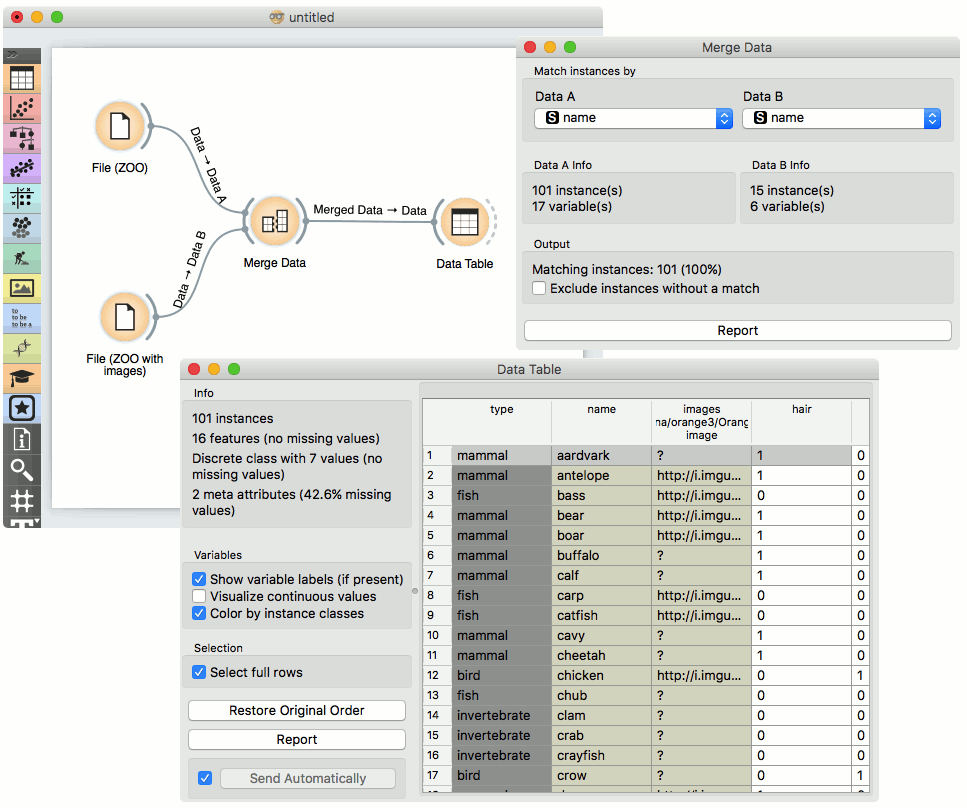 untitled
File (ZOO)
Data → Data A
Merge Data
Data → Data B
File (ZOO with
images)
Merged Data → Data
Data Table
to
to be
to be a
Merge Data
Match instances by
Data A
Data B
S name
S name
Data A Info
Data B Info
101 instance(s)
15 instance(s)
17 variable(s)
6 variable(s)
Output
Matching instances: 101 (100%)
Exclude instances without a match
Report
Data Table
Info
101 instances
16 features (no missing values)
Discrete class with 7 values (no
missing values)
2 meta attributes (42.6% missing
values)
Variables
Show variable labels (if present)
Visualize continuous values
Color by instance classes
Selection
Select full rows
Restore Original Order
Report
Send Automatically
type name images hair
na/orange3/Orang
image
1 mammal aardvark ? 1 0
2 mammal antelope http://i.imgu... 1 0
3 fish bass http://i.imgu... 0 0
4 mammal bear http://i.imgu... 1 0
5 mammal boar http://i.imgu... 1 0
6 mammal buffalo ? 1 0
7 mammal calf ? 1 0
8 fish carp http://i.imgu... 0 0
9 fish catfish http://i.imgu... 0 0
10 mammal cavy ? 1 0
11 mammal cheetah ? 1 0
12 bird chicken http://i.imgu... 0 1
13 fish chub ? 0 0
14 invertebrate clam ? 0 0
15 invertebrate crab ? 0 0
16 invertebrate crayfish ? 0 0
17 bird crow ? 0 1